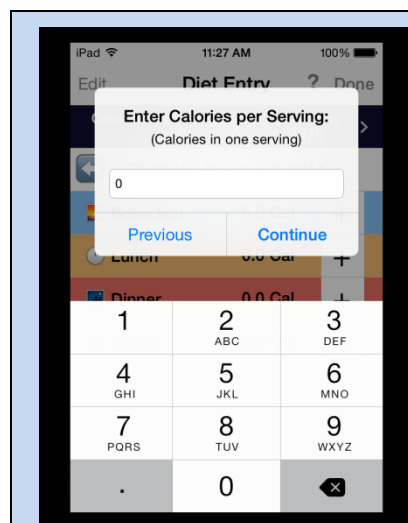 iPad 11:27 AM 100%
Edit Diet Entry ? Done
Enter Calories per Serving:
(Calories in one serving)
0
Previous Continue
Lunch 0.0 Cal +
Dinner 0.0 Cal +
1 2 3
ABC DEF
4 5 6
GHI JKL MNO
7 8 9
PQRS TUV WXYZ
. 0